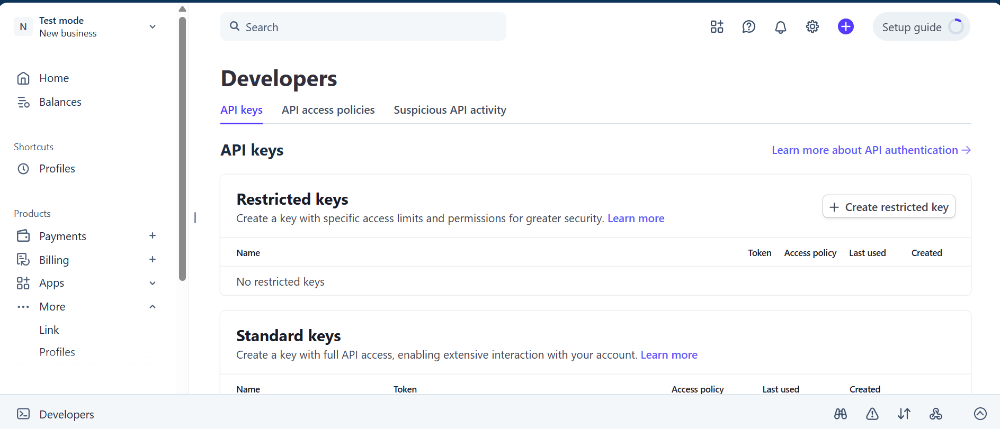 N
Test mode
New business
Search
Setup guide
Home
Balances
Shortcuts
Profiles
Products
Payments
Billing
Apps
More
Link
Profiles
Developers
API keys API access policies Suspicious API activity
API keys
Learn more about API authentication →
Restricted keys
Create a key with specific access limits and permissions for greater security. Learn more
+ Create restricted key
Name Token Access policy Last used Created
No restricted keys
Standard keys
Create a key with full API access, enabling extensive interaction with your account. Learn more
Name Token Access policy Last used Created
Developers